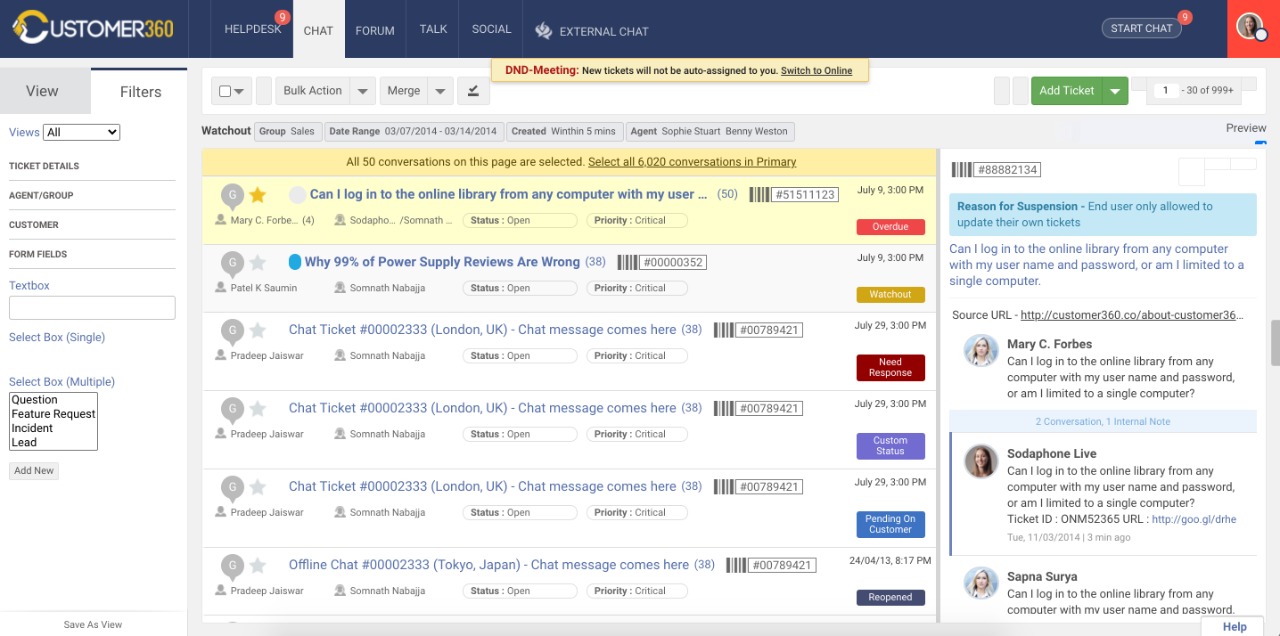 CUSTOMER360
HELPDESK 9 CHAT FORUM TALK SOCIAL EXTERNAL CHAT START CHAT 9
DND-Meeting: New tickets will not be auto-assigned to you. Switch to Online
View Filters
Bulk Action Merge Add Ticket 1 - 30 of 999+
Views All
Watchout Group Sales Date Range 03/07/2014 - 03/14/2014 Created Winthin 5 mins Agent Sophie Stuart Benny Weston Preview
TICKET DETAILS
AGENT/GROUP
CUSTOMER
FORM FIELDS
Textbox
Select Box (Single)
Select Box (Multiple)
Question
Feature Request
Incident
Lead
Add New
Save As View
All 50 conversations on this page are selected. Select all 6,020 conversations in Primary
G Can I log in to the online library from any computer with my user ... (50) #51511123 July 9, 3:00 PM
Mary C. Forbe... (4) Sodapho... /Somnath ... Status : Open Priority : Critical Overdue
G Why 99% of Power Supply Reviews Are Wrong (38) #00000352 July 9, 3:00 PM
Patel K Saumin Somnath Nabajja Status : Open Priority : Critical Watchout
G Chat Ticket #00002333 (London, UK) - Chat message comes here (38) #00789421 July 29, 3:00 PM
Pradeep Jaiswar Somnath Nabajja Status : Open Priority : Critical Need
Response
G Chat Ticket #00002333 (London, UK) - Chat message comes here (38) #00789421 July 29, 3:00 PM
Pradeep Jaiswar Somnath Nabajja Status : Open Priority : Critical Custom
Status
G Chat Ticket #00002333 (London, UK) - Chat message comes here (38) #00789421 July 29, 3:00 PM
Pradeep Jaiswar Somnath Nabajja Status : Open Priority : Critical Pending On
Customer
G Offline Chat #00002333 (Tokyo, Japan) - Chat message comes here (38) #00789421 24/04/13, 8:17 PM
Pradeep Jaiswar Somnath Nabajja Status : Open Priority : Critical Reopened
#88882134
Reason for Suspension - End user only allowed to
update their own tickets
Can I log in to the online library from any computer
with my user name and password, or am I limited to a
single computer.
Source URL - http://customer360.co/about-customer36...
Mary C. Forbes
Can I log in to the online library from any
computer with my user name and password,
or am I limited to a single computer?
2 Conversation, 1 Internal Note
Sodaphone Live
Can I log in to the online library from any
computer with my user name and password,
or am I limited to a single computer?
Ticket ID : ONM52365 URL : http://goo.gl/drhe
Tue, 11/03/2014 | 3 min ago
Sapna Surya
Can I log in to the online library from any
computer with my user name and password,
Help